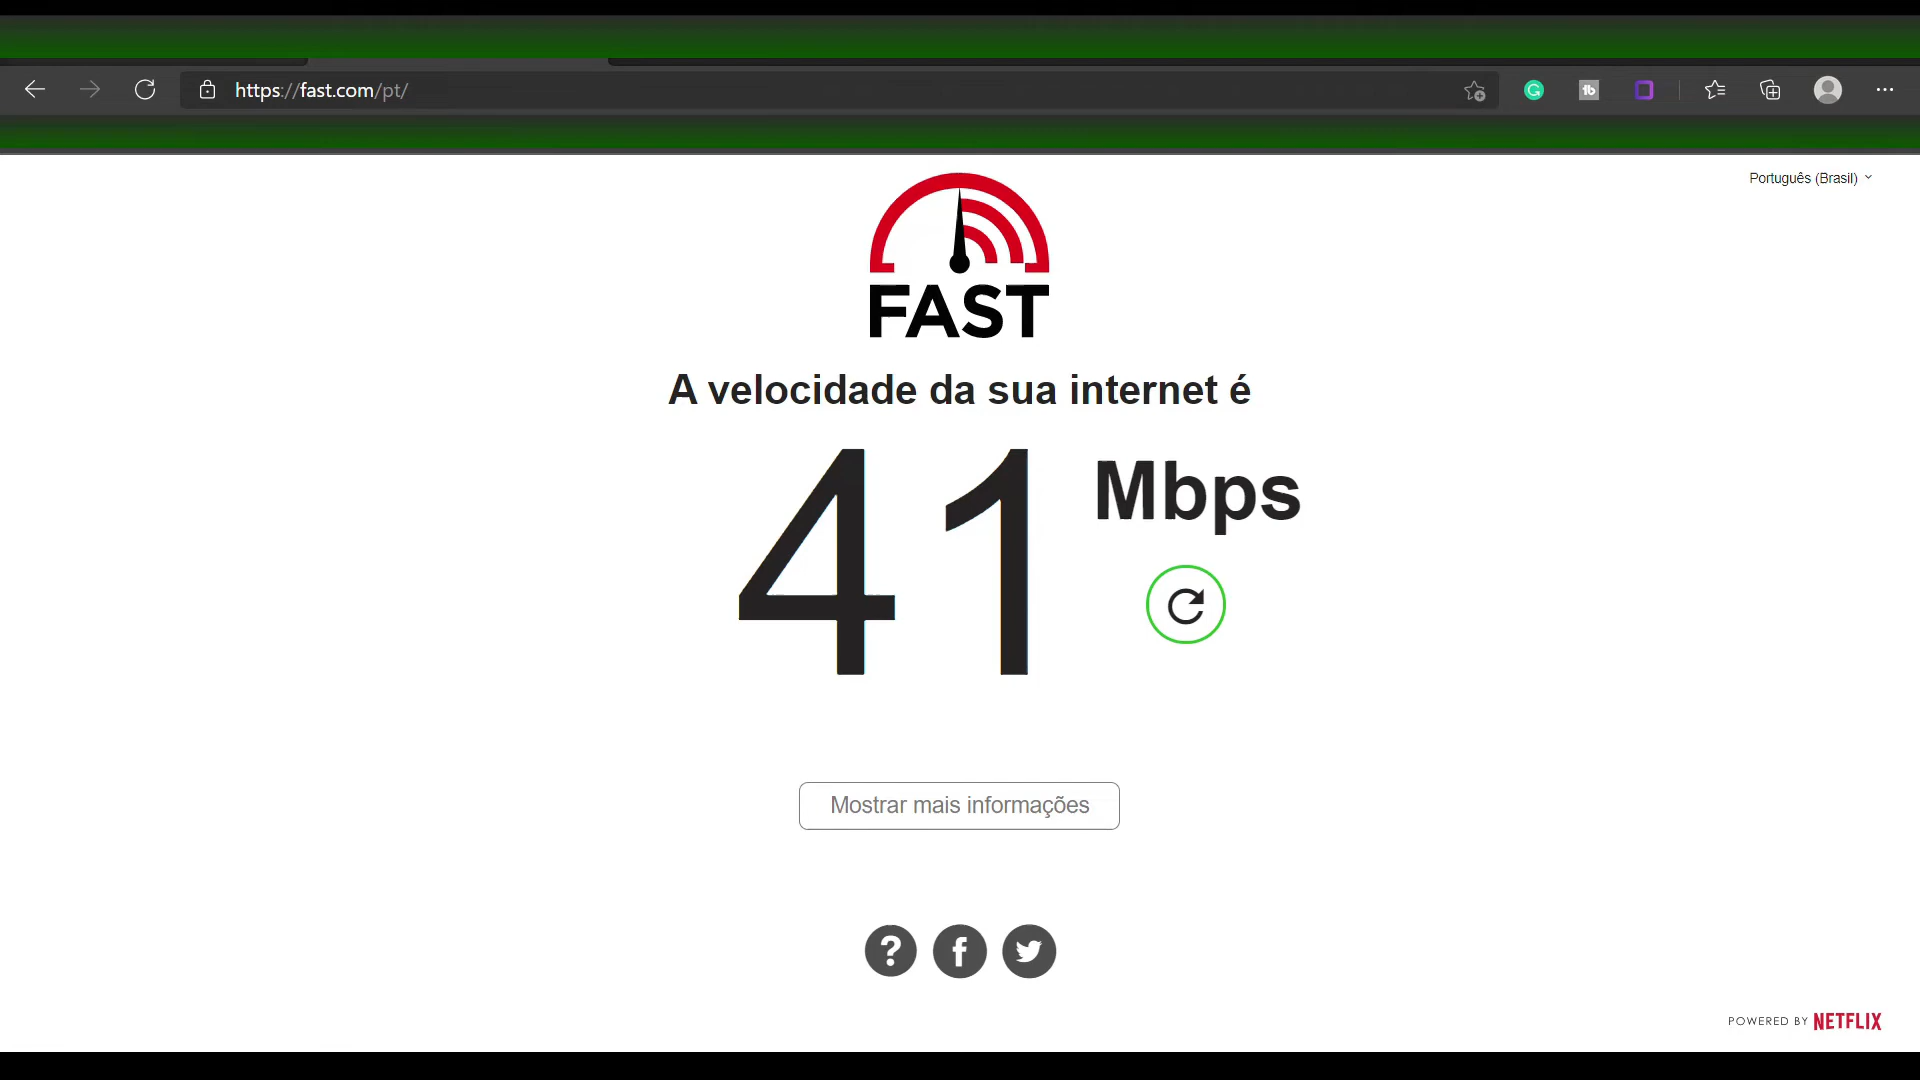 https://fast.com/pt/
Português (Brasil)
FAST
A velocidade da sua internet é
41 Mbps
Mostrar mais informações
POWERED BY NETFLIX